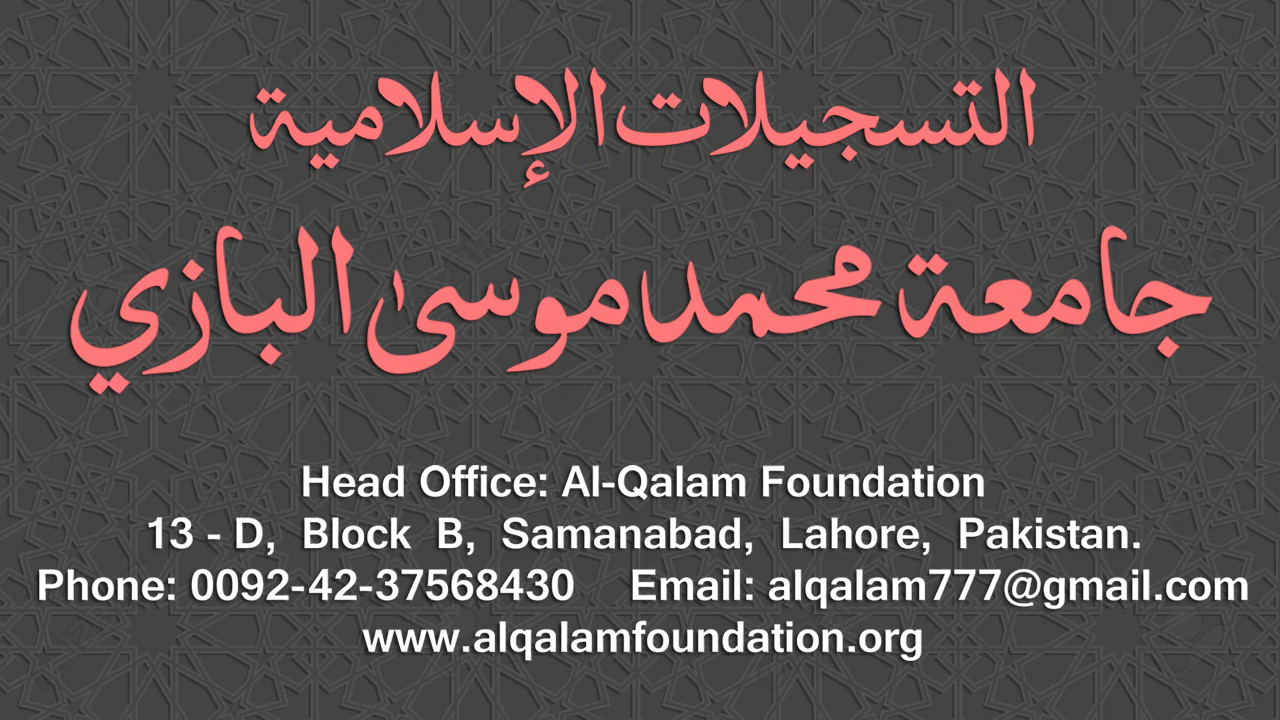 التسجيلات الإسلامية
جامعة محمد موسىٰ البازي
Head Office: Al-Qalam Foundation
13 - D, Block B, Samanabad, Lahore, Pakistan.
Phone: 0092-42-37568430 Email: alqalam777@gmail.com
www.alqalamfoundation.org